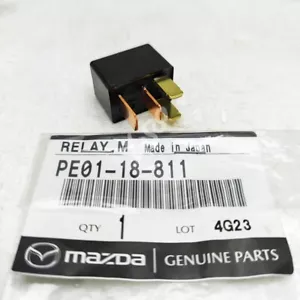 RELAY,M Made in Japan
PE01-18-811
QTY 1 LOT 4G23
mazda GENUINE PARTS